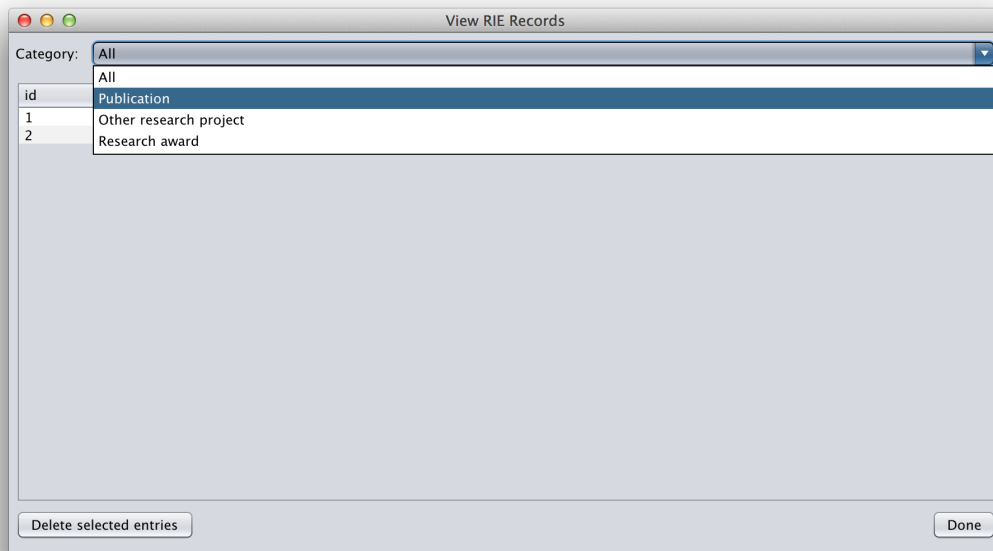 View RIE Records
Category: All
All
id
Publication
1
Other research project
2
Research award
Delete selected entries
Done